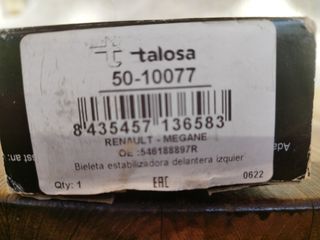 talosa
50-10077
8 435457 136583
RENAULT - MEGANE
OE :546188897R
Bieleta estabilizadora delantera izquier
Qty: 1
EAC
0622